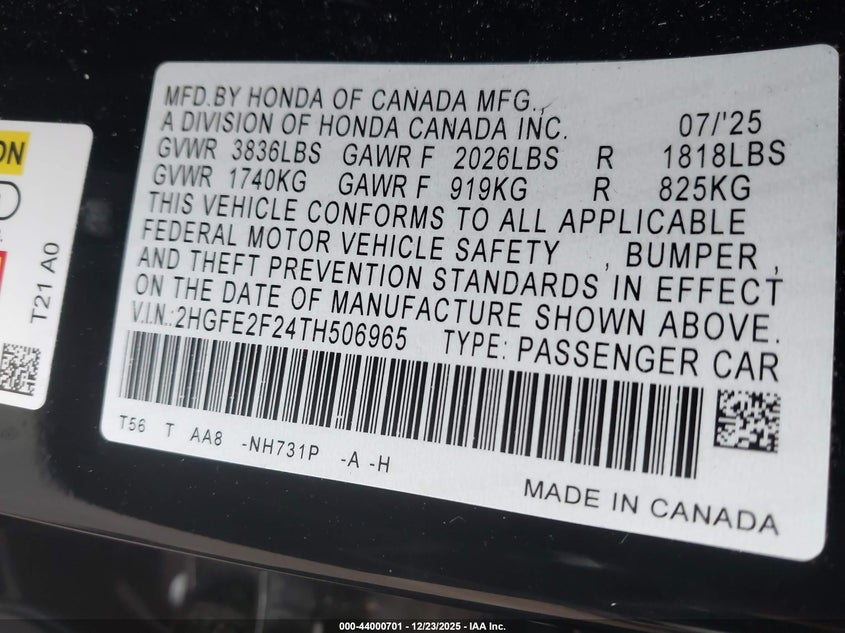 MFD.BY HONDA OF CANADA MFG.,
A DIVISION OF HONDA CANADA INC. 07/'25
GVWR 3836LBS GAWR F 2026LBS R 1818LBS
GVWR 1740KG GAWR F 919KG R 825KG
THIS VEHICLE CONFORMS TO ALL APPLICABLE
FEDERAL MOTOR VEHICLE SAFETY , BUMPER ,
AND THEFT PREVENTION STANDARDS IN EFFECT
ON THE DATE OF MANUFACTURE SHOWN ABOVE.
V.I.N.:2HGFE2F24TH506965 TYPE: PASSENGER CAR
T56 T AA8 -NH731P -A -H
MADE IN CANADA
T21 A0
000-44000701 - 12/23/2025 - IAA Inc.